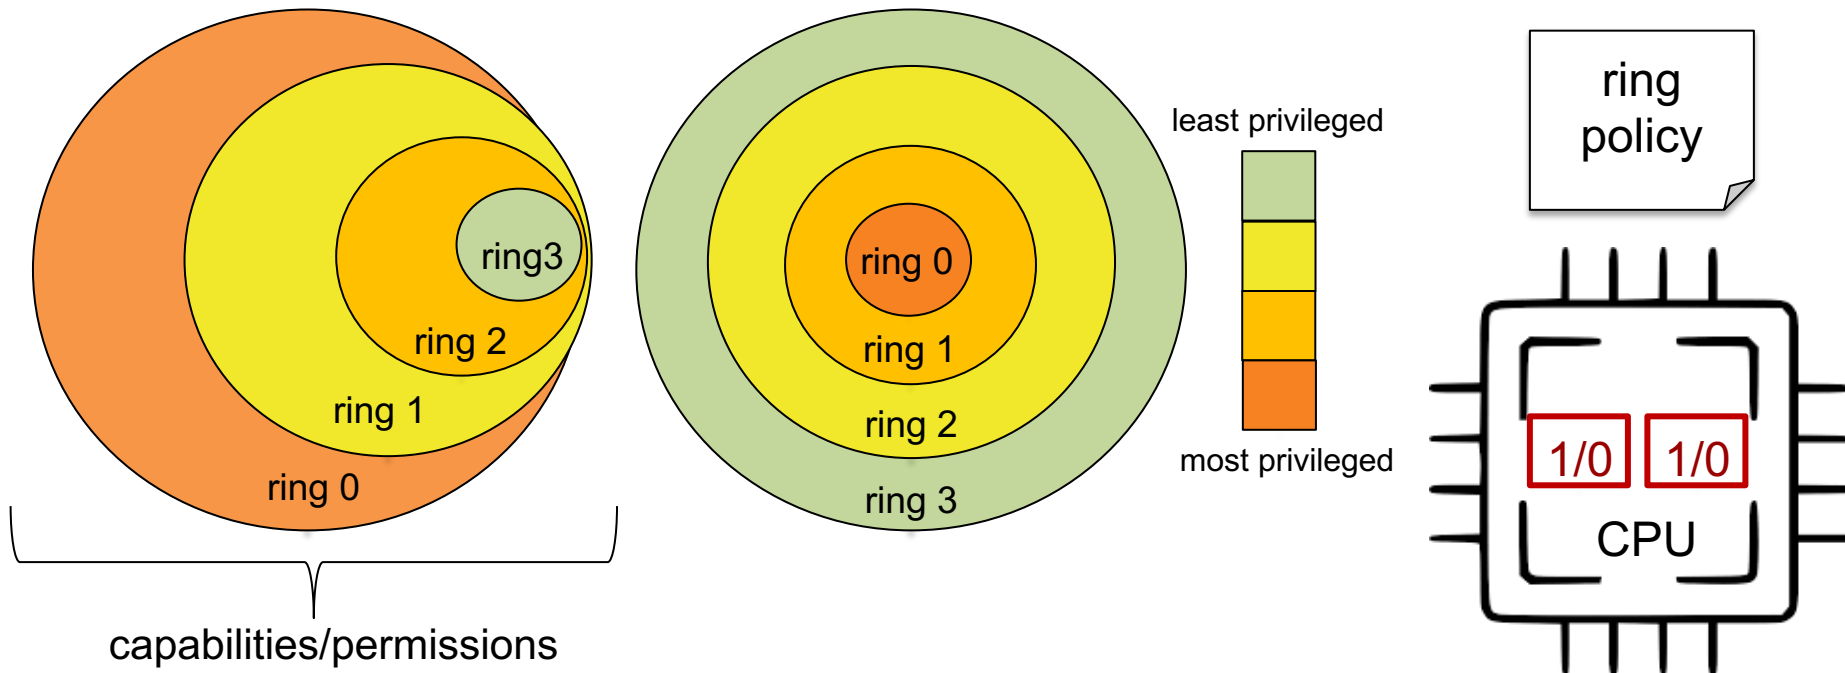 ring3
ring 2
ring 1
ring 0
capabilities/permissions
ring 0
ring 1
ring 2
ring 3
least privileged
most privileged
ring
policy
1/0 1/0
CPU